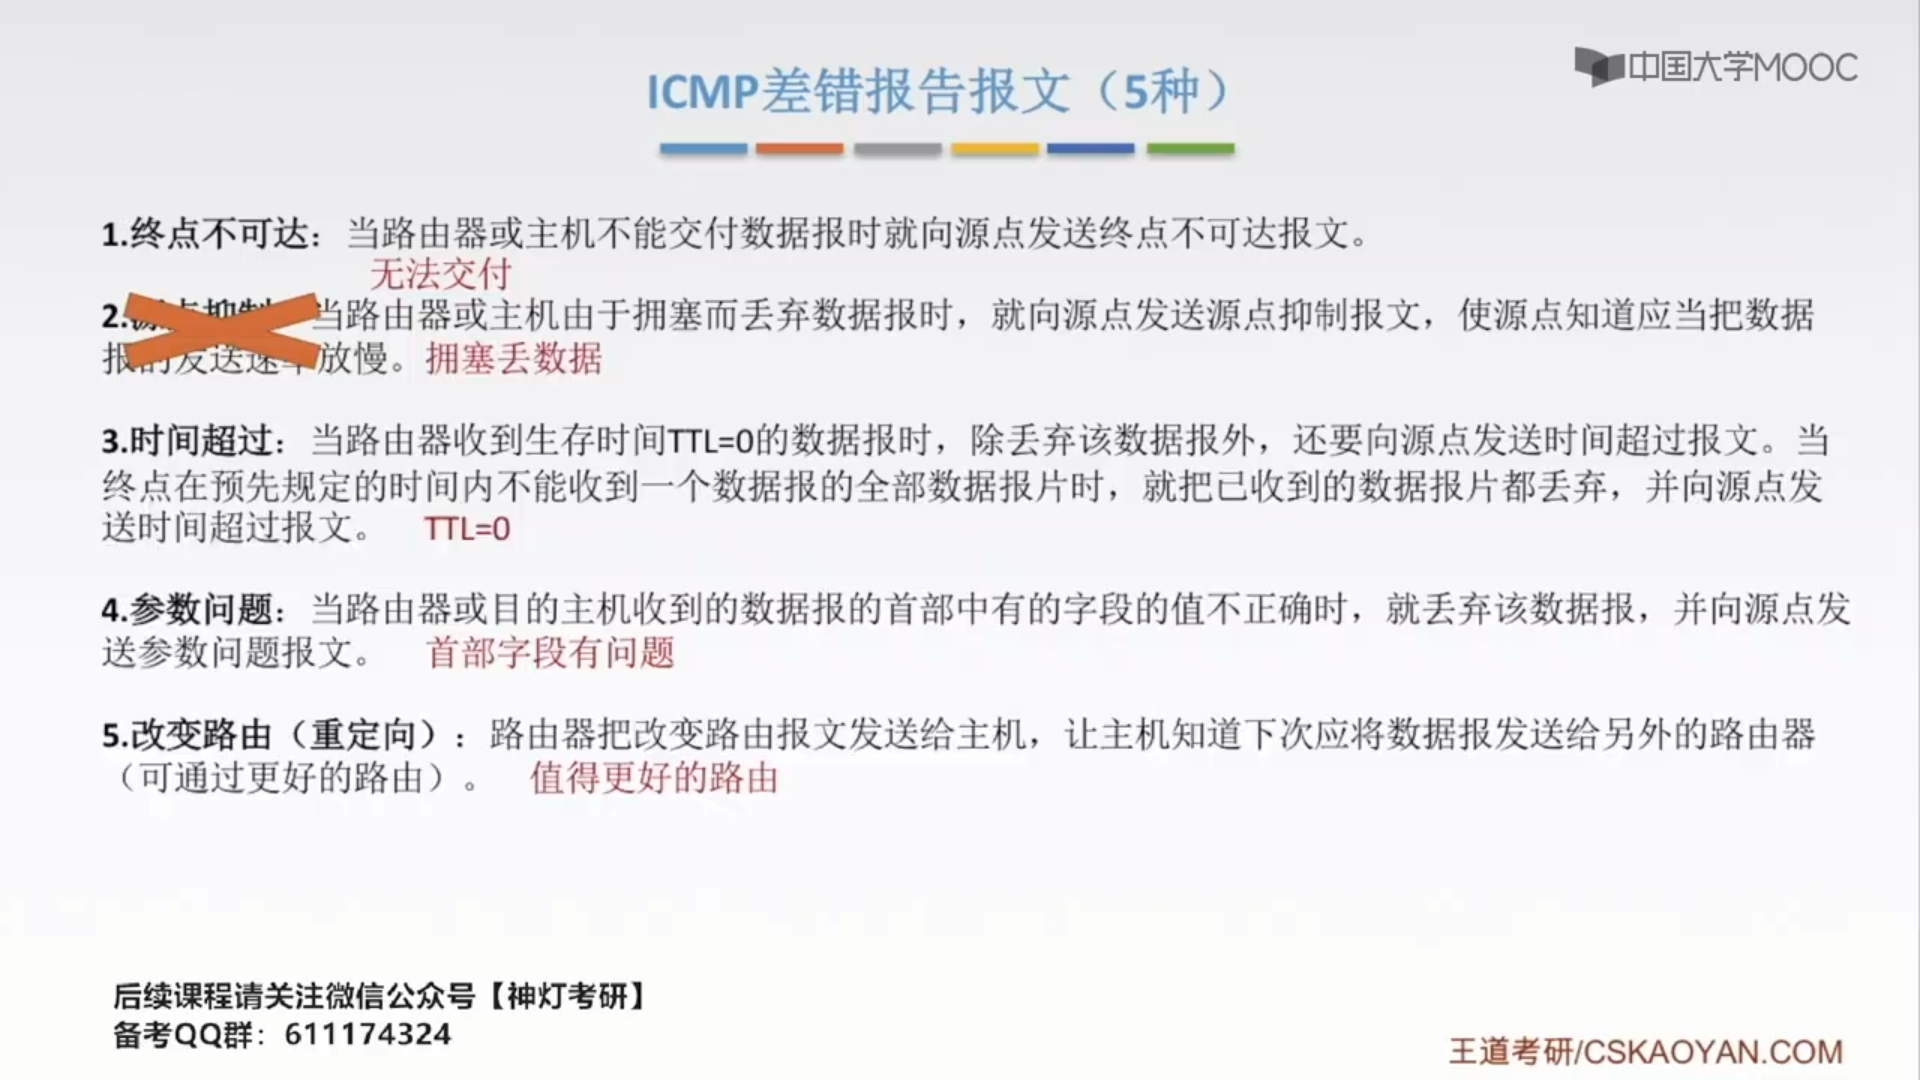 中国大学MOOC
ICMP差错报告报文（5种）
1.终点不可达：当路由器或主机不能交付数据报时就向源点发送终点不可达报文。
无法交付
2. 当路由器或主机由于拥塞而丢弃数据报时，就向源点发送源点抑制报文，使源点知道应当把数据
报的发送速率放慢。拥塞丢数据
3.时间超过：当路由器收到生存时间TTL=0的数据报时，除丢弃该数据报外，还要向源点发送时间超过报文。当
终点在预先规定的时间内不能收到一个数据报的全部数据报片时，就把已收到的数据报片都丢弃，并向源点发
送时间超过报文。 TTL=0
4.参数问题：当路由器或目的主机收到的数据报的首部中有的字段的值不正确时，就丢弃该数据报，并向源点发
送参数问题报文。 首部字段有问题
5.改变路由（重定向）：路由器把改变路由报文发送给主机，让主机知道下次应将数据报发送给另外的路由器
（可通过更好的路由）。 值得更好的路由
后续课程请关注微信公众号【神灯考研】
备考QQ群：611174324
王道考研/CSKAOYAN.COM